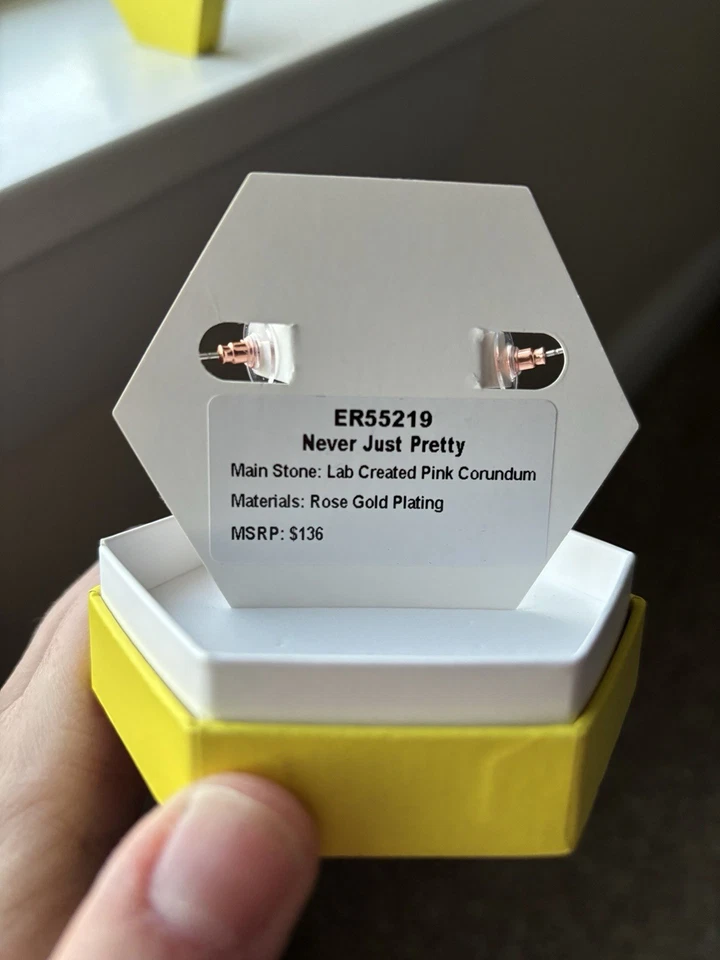 ER55219
Never Just Pretty
Main Stone: Lab Created Pink Corundum
Materials: Rose Gold Plating
MSRP: $136